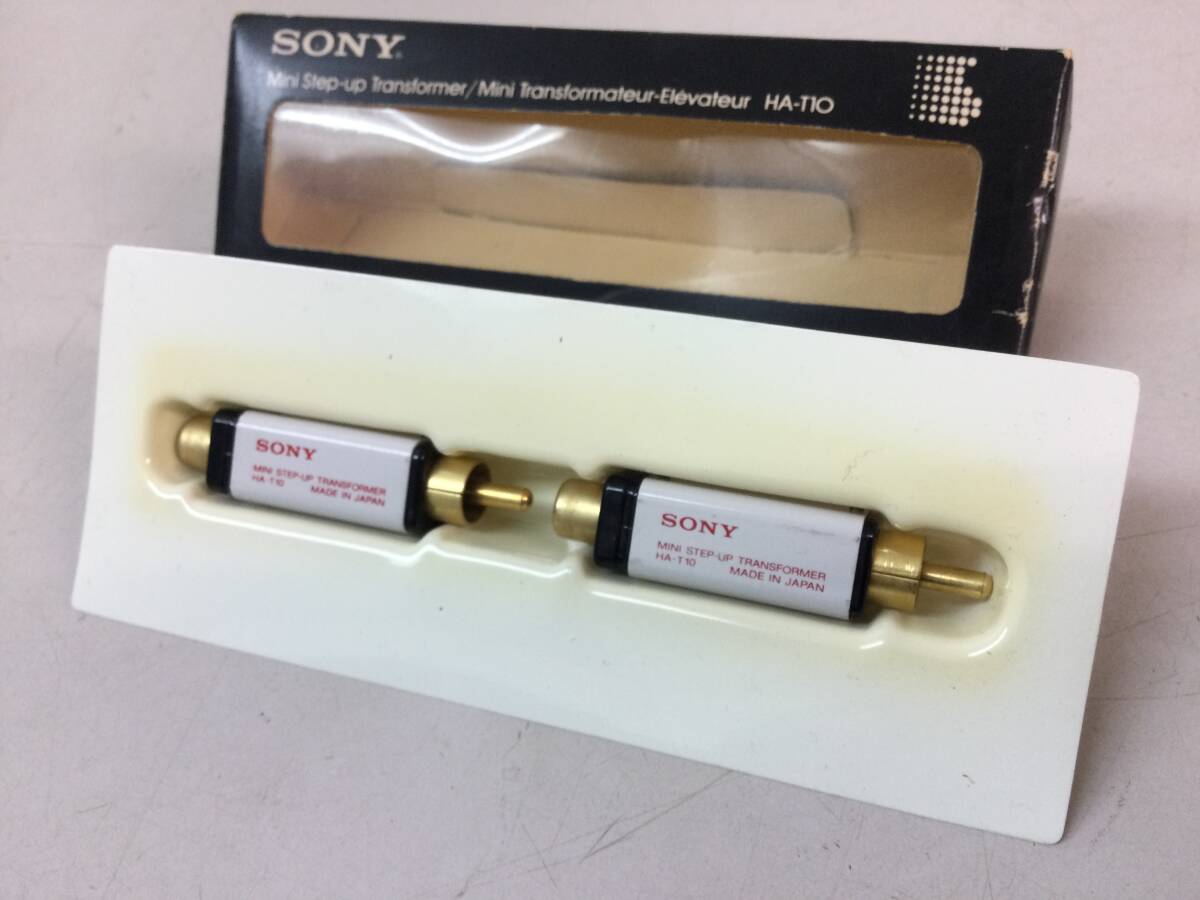 SONY
Mini Step-up Transformer/Mini Transformateur-Elévateur HA-T10
SONY
MINI STEP-UP TRANSFORMER
HA-T10 MADE IN JAPAN
SONY
MINI STEP-UP TRANSFORMER
HA-T10 MADE IN JAPAN